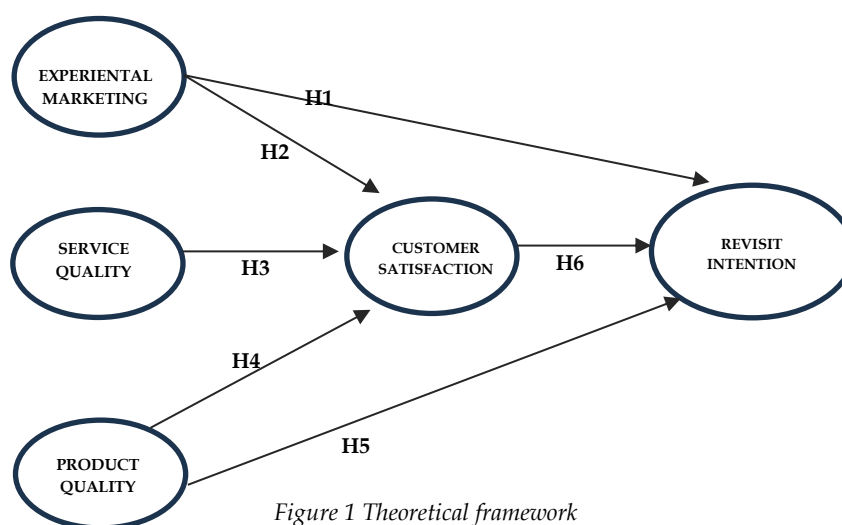 EXPERIENTAL
MARKETING
H1
H2
SERVICE
QUALITY
H3
CUSTOMER
SATISFACTION
H6
REVISIT
INTENTION
H4
H5
PRODUCT
QUALITY
Figure 1 Theoretical framework